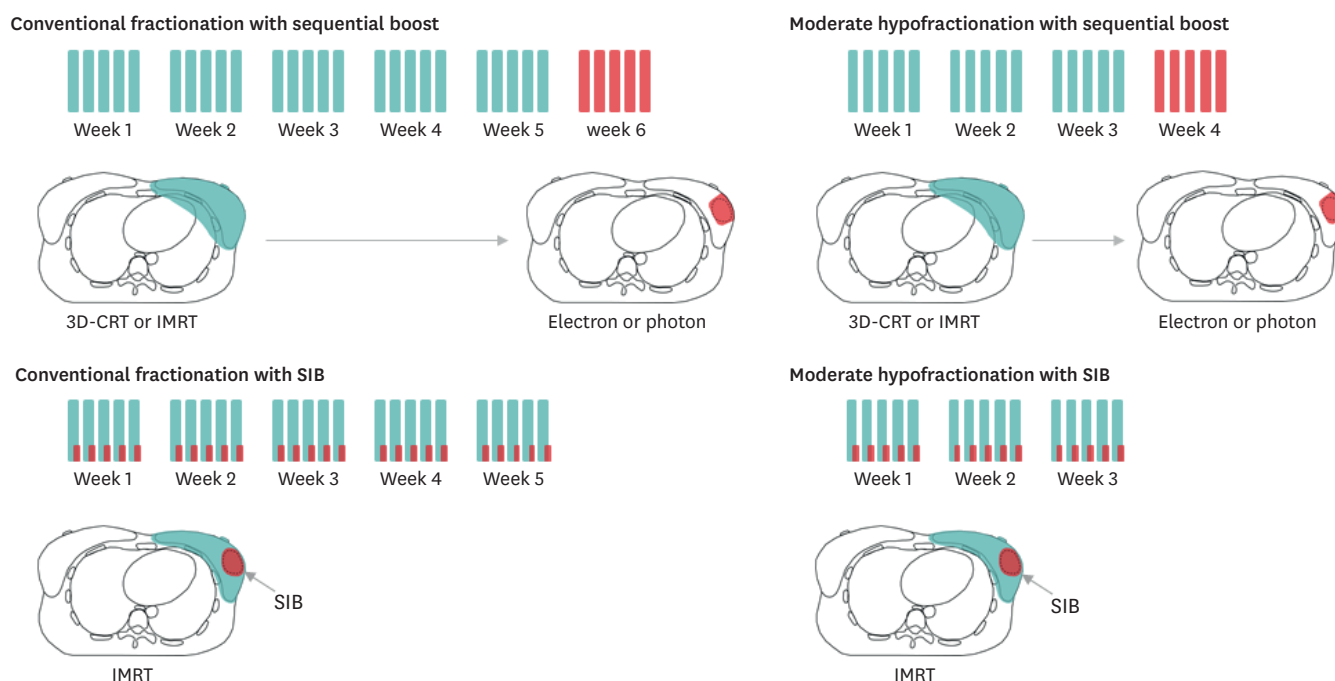 Conventional fractionation with sequential boost
Week 1 Week 2 Week 3 Week 4 Week 5 week 6
3D-CRT or IMRT
Electron or photon
Moderate hypofractionation with sequential boost
Week 1 Week 2 Week 3 Week 4
3D-CRT or IMRT
Electron or photon
Conventional fractionation with SIB
Week 1 Week 2 Week 3 Week 4 Week 5
SIB
IMRT
Moderate hypofractionation with SIB
Week 1 Week 2 Week 3
SIB
IMRT